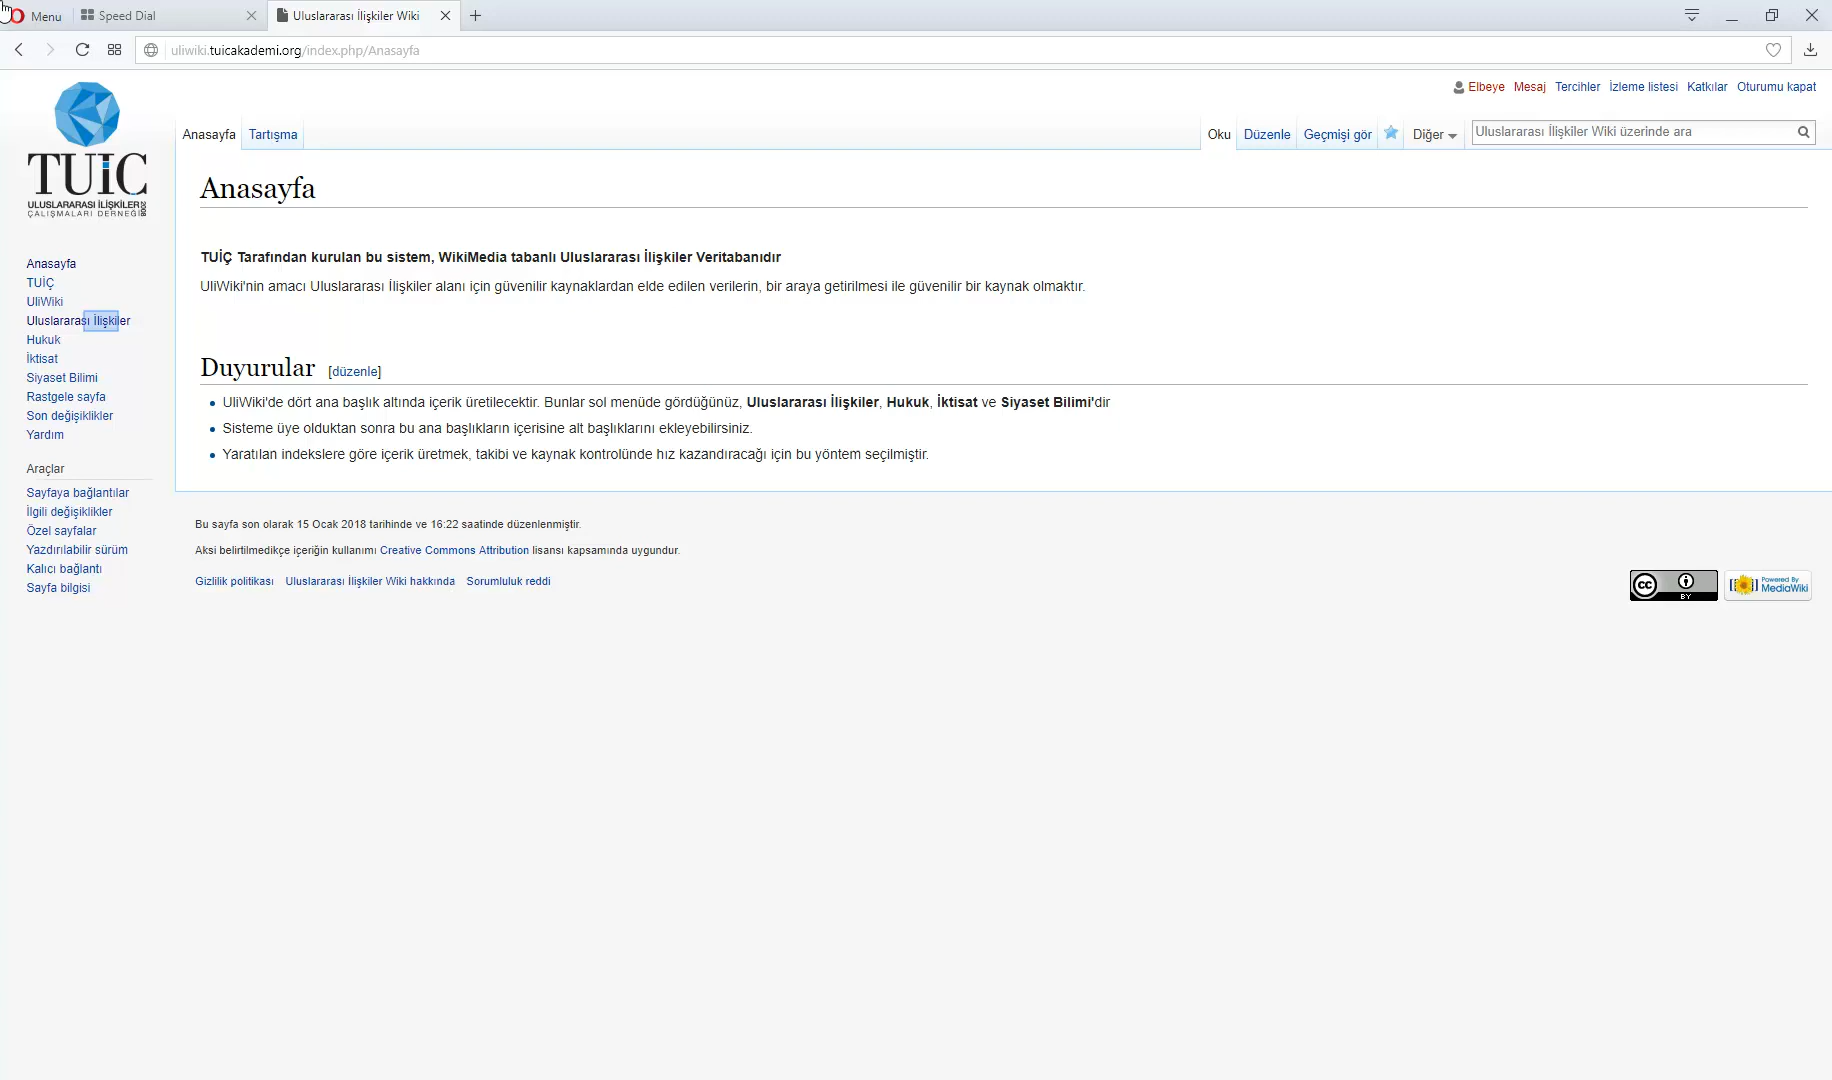 Menu
Speed Dial
Uluslararası İlişkiler Wiki
uliwiki.tuicakademi.org/index.php/Anasayfa
Elbeye Mesaj Tercihler İzleme listesi Katkılar Oturumu kapat
TUİC
ULUSLARARASI İLİŞKİLER
ÇALIŞMALARI DERNEĞİ 2008
Anasayfa Tartışma
Oku Düzenle Geçmişi gör Diğer
Uluslararası İlişkiler Wiki üzerinde ara
Anasayfa
TUİÇ
UliWiki
Uluslararası İlişkiler
Hukuk
İktisat
Siyaset Bilimi
Rastgele sayfa
Son değişiklikler
Yardım
Araçlar
Sayfaya bağlantılar
İlgili değişiklikler
Özel sayfalar
Yazdırılabilir sürüm
Kalıcı bağlantı
Sayfa bilgisi
Anasayfa
TUİÇ Tarafından kurulan bu sistem, WikiMedia tabanlı Uluslararası İlişkiler Veritabanıdır
UliWiki'nin amacı Uluslararası İlişkiler alanı için güvenilir kaynaklardan elde edilen verilerin, bir araya getirilmesi ile güvenilir bir kaynak olmaktır.
Duyurular [düzenle]
UliWiki'de dört ana başlık altında içerik üretilecektir. Bunlar sol menüde gördüğünüz, Uluslararası İlişkiler, Hukuk, İktisat ve Siyaset Bilimi'dir
Sisteme üye olduktan sonra bu ana başlıkların içerisine alt başlıklarını ekleyebilirsiniz.
Yaratılan indekslere göre içerik üretmek, takibi ve kaynak kontrolünde hız kazandıracağı için bu yöntem seçilmiştir.
Bu sayfa son olarak 15 Ocak 2018 tarihinde ve 16:22 saatinde düzenlenmiştir.
Aksi belirtilmedikçe içeriğin kullanımı Creative Commons Attribution lisansı kapsamında uygundur.
Gizlilik politikası Uluslararası İlişkiler Wiki hakkında Sorumluluk reddi
cc BY
Powered By
MediaWiki